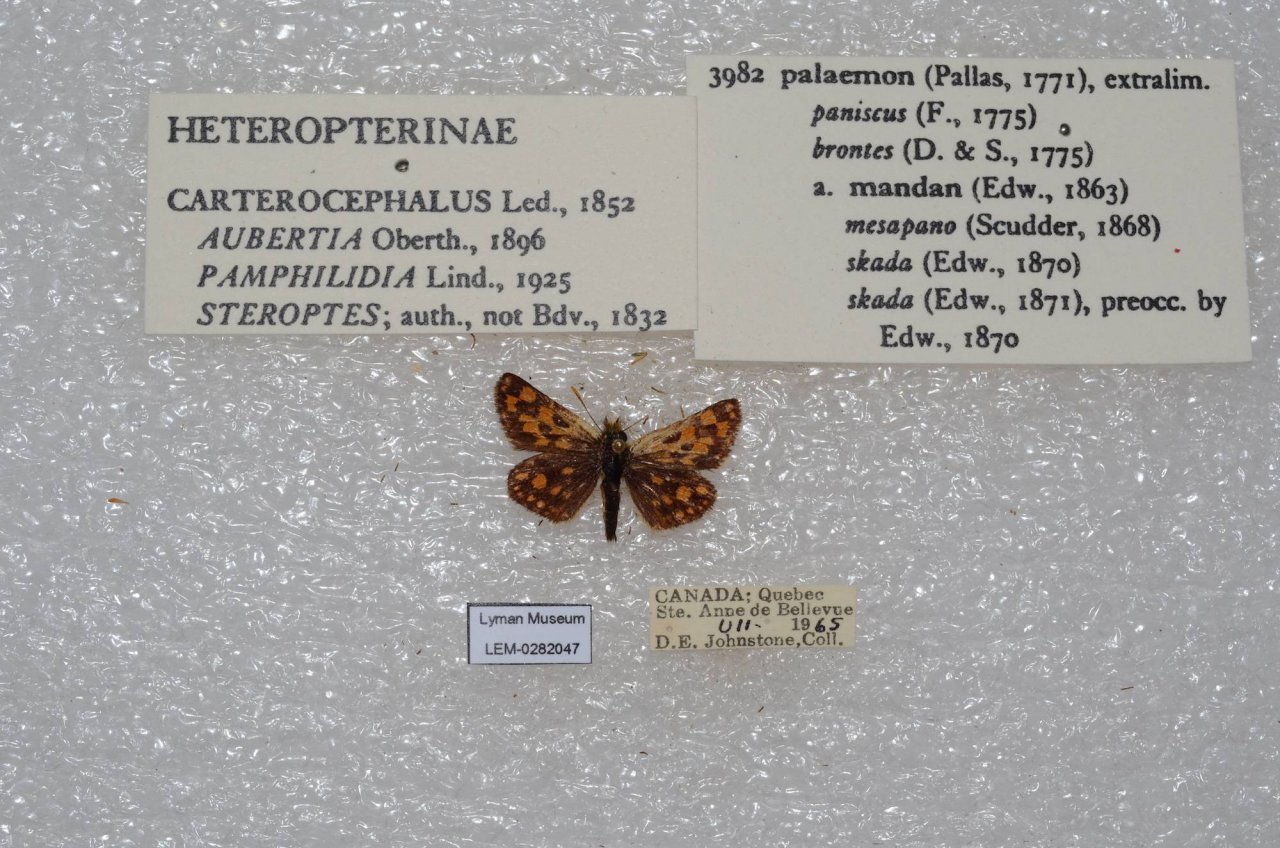 HETEROPTERINAE
CARTEROCEPHALUS Led., 1852
AUBERTIA Oberth., 1896
PAMPHILIDIA Lind., 1925
STEROPTES; auth., not Bdv., 1832
3982 palaemon (Pallas, 1771), extralim.
paniscus (F., 1775)
brontes (D. & S., 1775)
a. mandan (Edw., 1863)
mesapano (Scudder, 1868)
skada (Edw., 1870)
skada (Edw., 1871), preocc. by
Edw., 1870
Lyman Museum
LEM-0282047
CANADA: Quebec
Ste. Anne de Bellevue
VII- 1965
D.E. Johnstone, Coll.